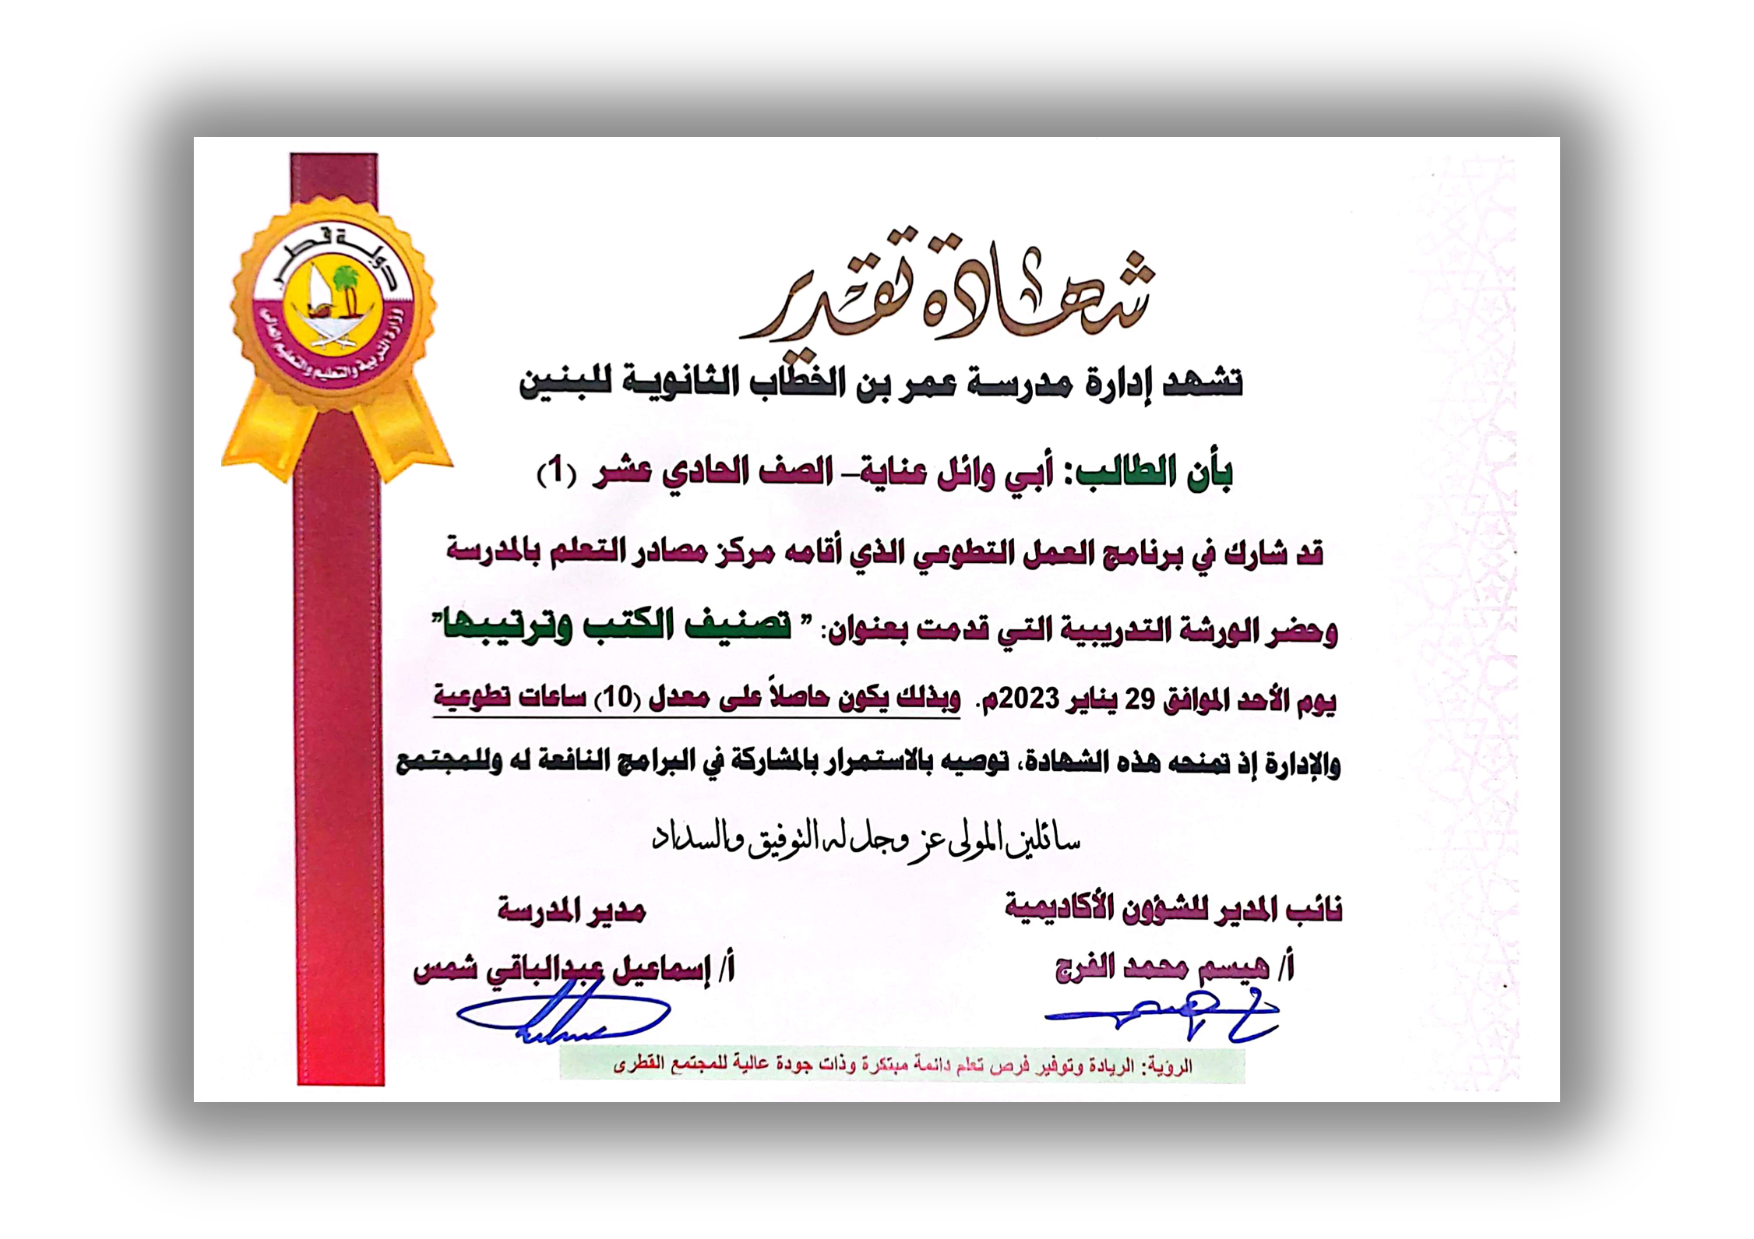 دولة قطر
وزارة التربية والتعليم والتعليم العالي
شهادة تقدير
تشهد إدارة مدرسة عمر بن الخطاب الثانوية للبنين
بأن الطالب: أبي وائل عناية– الصف الحادي عشر (1)
قد شارك في برنامج العمل التطوعي الذي أقامه مركز مصادر التعلم بالمدرسة
وحضر الورشة التدريبية التي قدمت بعنوان: " تصنيف الكتب وترتيبها"
يوم الأحد الموافق 29 يناير 2023م. وبذلك يكون حاصلاً على معدل (10) ساعات تطوعية
والإدارة إذ تمنحه هذه الشهادة، توصيه بالاستمرار بالمشاركة في البرامج النافعة له وللمجتمع
سائلين المولى عز وجل له التوفيق والسداد
نائب المدير للشؤون الأكاديمية مدير المدرسة
أ/ هيسم محمد الفرج أ/ إسماعيل عبدالباقي شمس
الرؤية: الريادة وتوفير فرص تعلم دائمة مبتكرة وذات جودة عالية للمجتمع القطرى